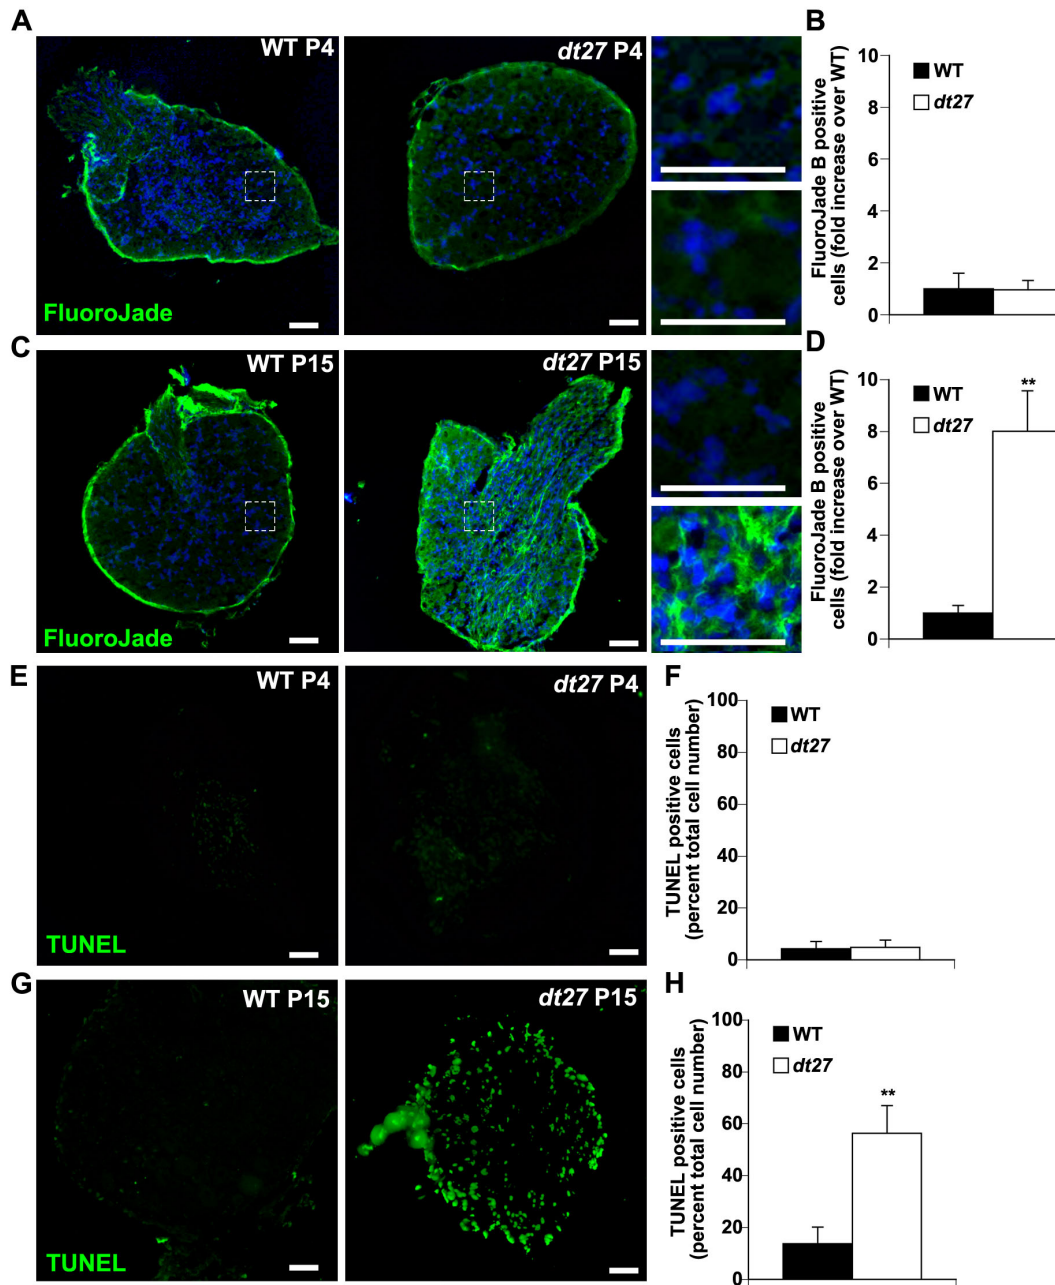 A
WT P4
dt27 P4
FluoroJade
B
FluoroJade B positive
cells (fold increase over WT)
10
8
6
4
2
0
WT
dt27
C
WT P15
dt27 P15
FluoroJade
D
FluoroJade B positive
cells (fold increase over WT)
10
8
6
4
2
0
WT
dt27
**
E
WT P4
dt27 P4
TUNEL
F
TUNEL positive cells
(percent total cell number)
100
80
60
40
20
0
WT
dt27
G
WT P15
dt27 P15
TUNEL
H
TUNEL positive cells
(percent total cell number)
100
80
60
40
20
0
WT
dt27
**